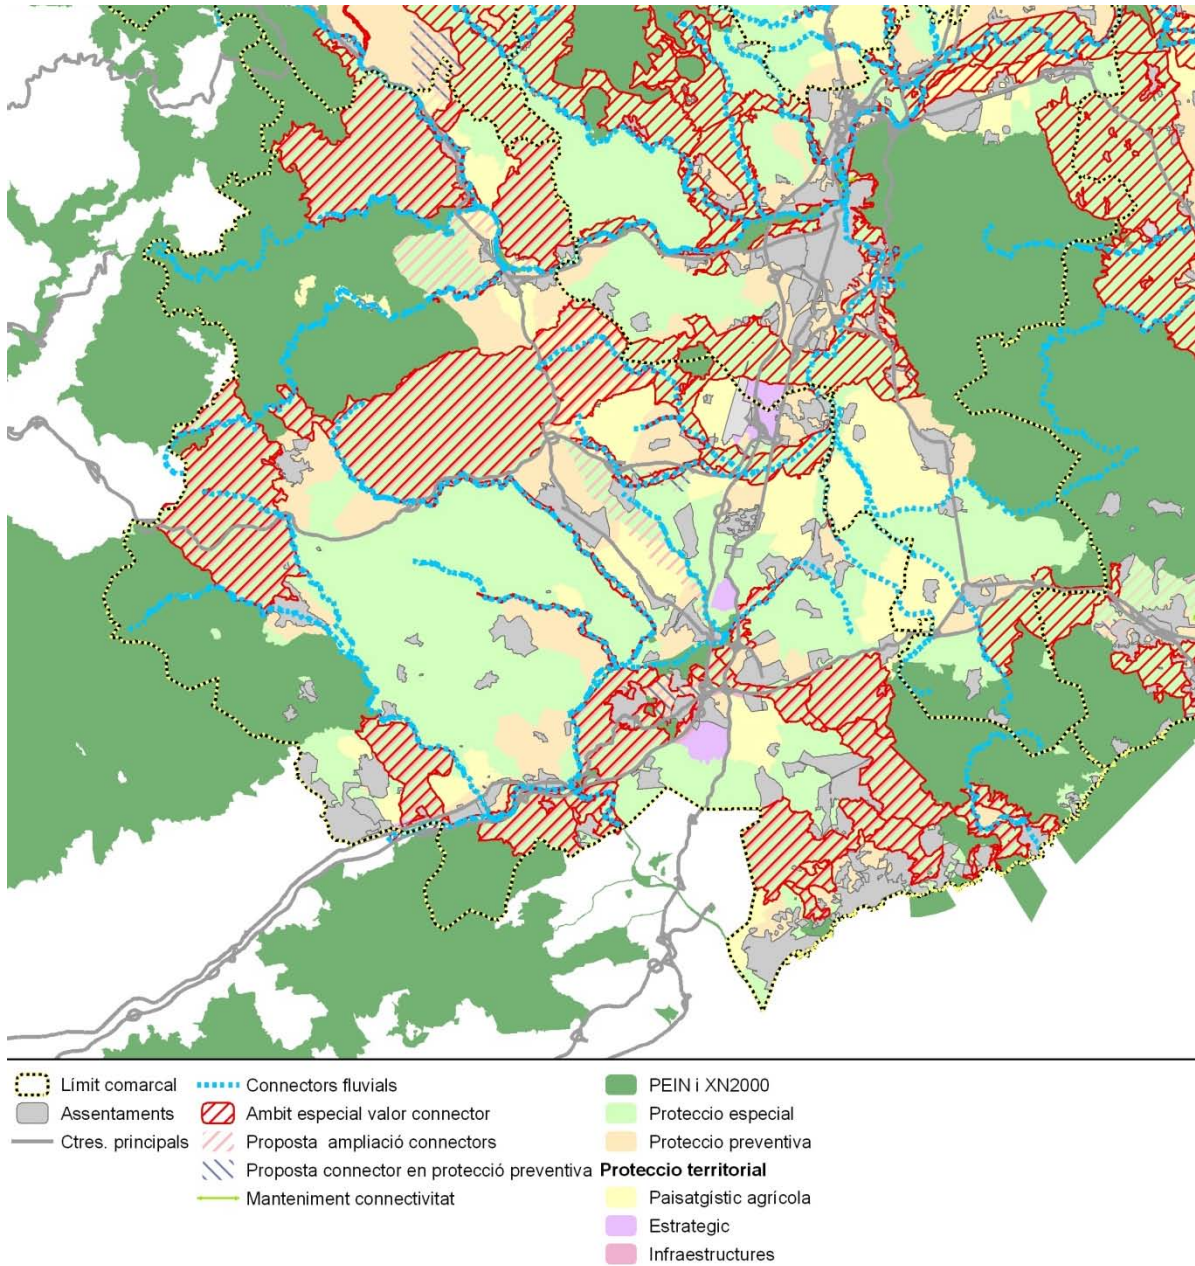 Límit comarcal
Assentaments
Ctres. principals
Connectors fluvials
Ambit especial valor connector
Proposta ampliació connectors
Proposta connector en protecció preventiva
Manteniment connectivitat
PEIN i XN2000
Proteccio especial
Proteccio preventiva
Proteccio territorial
Paisatgístic agrícola
Estrategic
Infraestructures